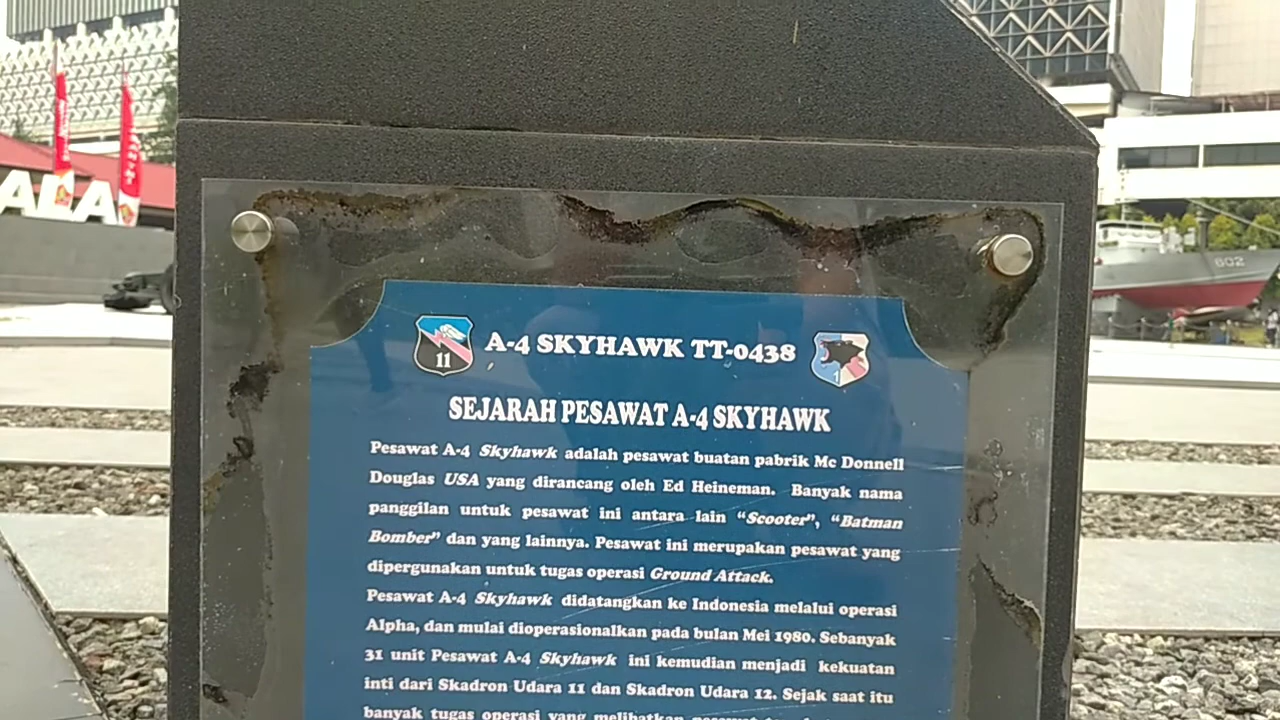 ALA
602
11
A-4 SKYHAWK TT-0438
1
SEJARAH PESAWAT A-4 SKYHAWK
Pesawat A-4 Skyhawk adalah pesawat buatan pabrik Mc Donnell
Douglas USA yang dirancang oleh Ed Heineman. Banyak nama
panggilan untuk pesawat ini antara lain “Scooter”, “Batman
Bomber” dan yang lainnya. Pesawat ini merupakan pesawat yang
dipergunakan untuk tugas operasi Ground Attack.
Pesawat A-4 Skyhawk didatangkan ke Indonesia melalui operasi
Alpha, dan mulai dioperasionalkan pada bulan Mei 1980. Sebanyak
31 unit Pesawat A-4 Skyhawk ini kemudian menjadi kekuatan
inti dari Skadron Udara 11 dan Skadron Udara 12. Sejak saat itu
banyak tugas operasi yang melibatkan pesawat